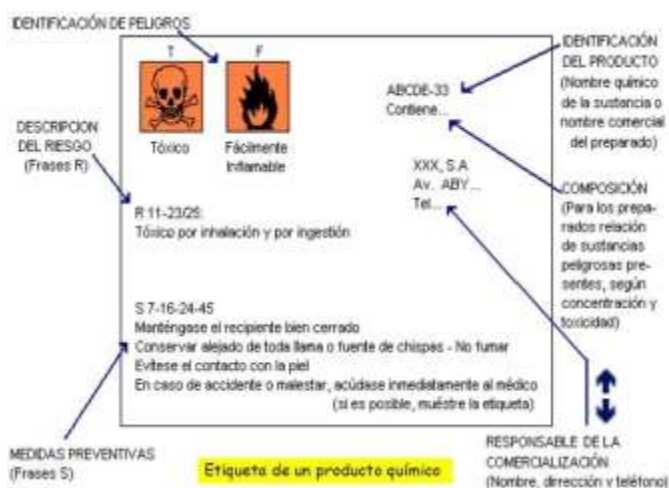 IDENTIFICACIÓN DE PELIGROS
T
F
Tóxico
Fácilmente
Inflamable
ABCDE-33
Contiene...
XXX, S.A
Av. ABY...
Tel...
IDENTIFICACIÓN
DEL PRODUCTO
(Nombre químico
de la sustancia o
nombre comercial
del preparado)
DESCRIPCION
DEL RIESGO
(Frases R)
COMPOSICIÓN
(Para los prepa-
rados relación
de sustancias
peligrosas pre-
sentes, según
concentración y
toxicidad)
R 11-23/25:
Tóxico por inhalación y por ingestión
S 7-16-24-45
Manténgase el recipiente bien cerrado
Conservar alejado de toda llama o fuente de chispas - No fumar
Evítese el contacto con la piel
En caso de accidente o malestar, acúdase inmediatamente al médico
(si es posible, muéstre la etiqueta)
MEDIDAS PREVENTIVAS
(Frases S)
Etiqueta de un producto químico
RESPONSABLE DE LA
COMERCIALIZACIÓN
(Nombre, dirección y teléfono)